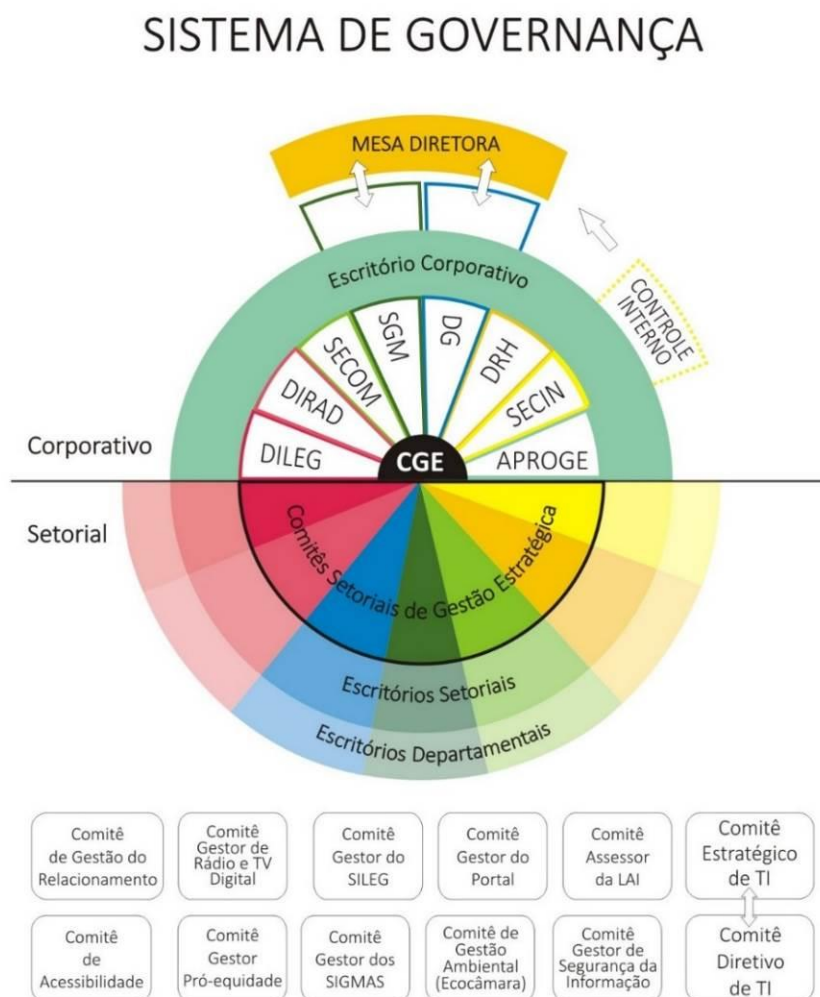 SISTEMA DE GOVERNANÇA
MESA DIRETORA
Escritório Corporativo
CONTROLE
INTERNO
DILEG
DIRAD
SECOM
SGM
DG
DRH
SECIN
APROGE
CGE
Corporativo
Setorial
Comitês Setoriais de Gestão Estratégica
Escritórios Setoriais
Escritórios Departamentais
Comitê
de Gestão do
Relacionamento
Comitê
Gestor de
Rádio e TV
Digital
Comitê
Gestor do
SILEG
Comitê
Gestor do
Portal
Comitê
Assessor
da LAI
Comitê
Estratégico
de TI
Comitê
de
Acessibilidade
Comitê
Gestor
Pró-equidade
Comitê
Gestor dos
SIGMAS
Comitê de
Gestão
Ambiental
(Ecocâmara)
Comitê
Gestor de
Segurança da
Informação
Comitê
Diretivo
de TI